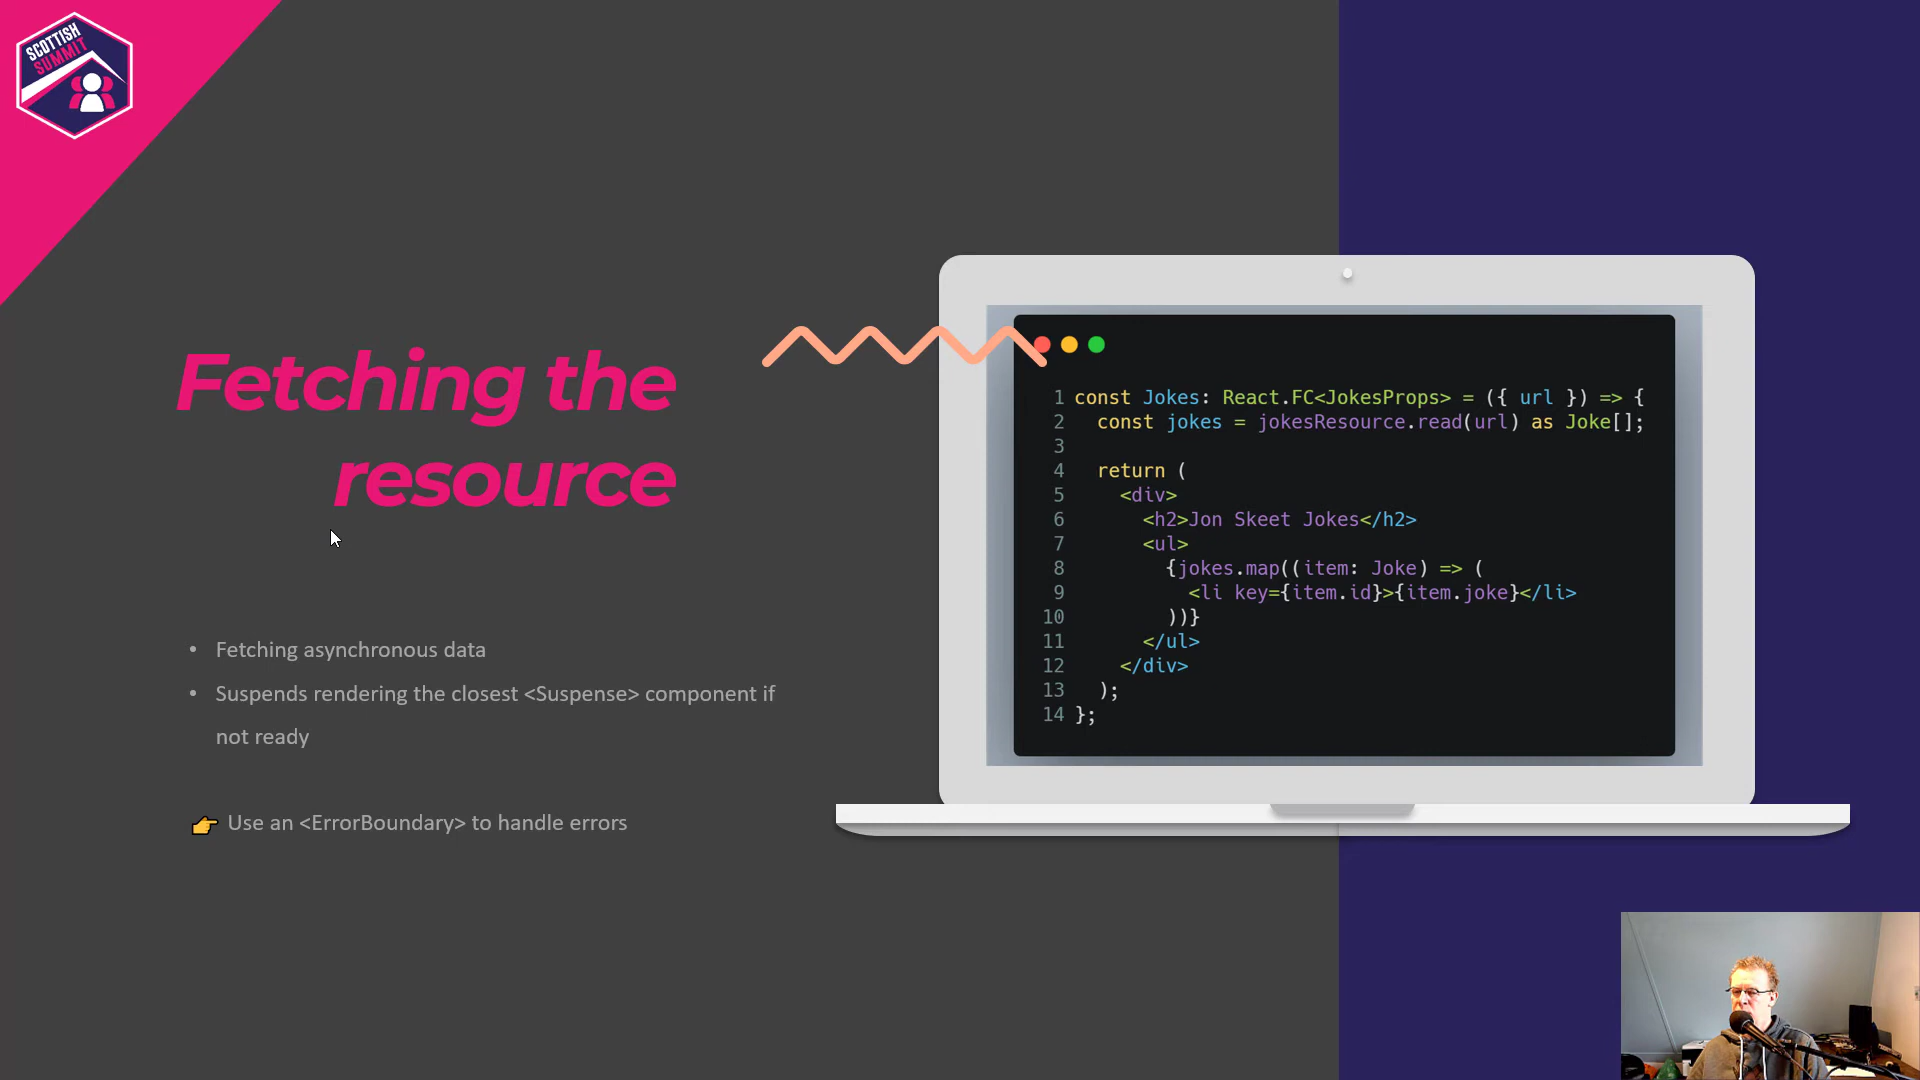 SCOTTISH
SUMMIT
Fetching the
resource
• Fetching asynchronous data
• Suspends rendering the closest <Suspense> component if
not ready
👉 Use an <ErrorBoundary> to handle errors
1 const Jokes: React.FC<JokesProps> = ({ url }) => {
2   const jokes = jokesResource.read(url) as Joke[];
3
4   return (
5     <div>
6       <h2>Jon Skeet Jokes</h2>
7       <ul>
8         {jokes.map((item: Joke) => (
9           <li key={item.id}>{item.joke}</li>
10         ))}
11       </ul>
12     </div>
13   );
14 };